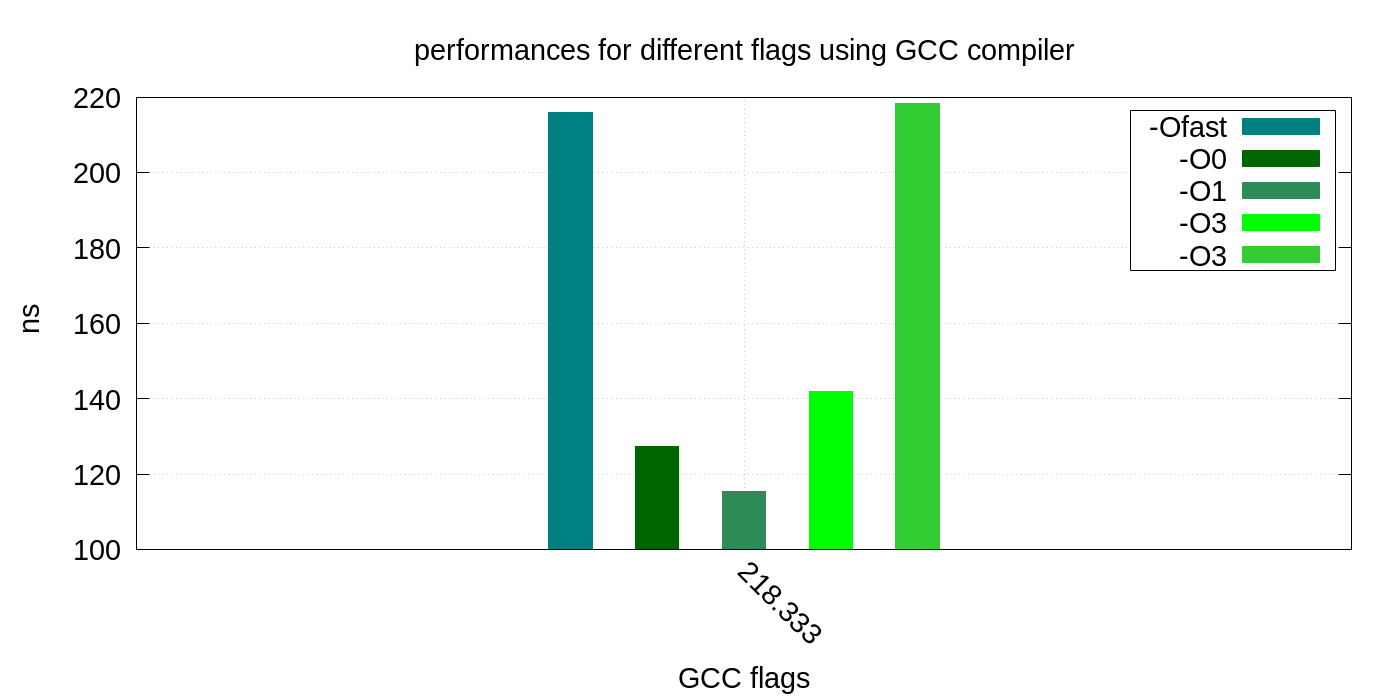 performances for different flags using GCC compiler
220
200
180
160
140
120
100
ns
-Ofast
-O0
-O1
-O3
-O3
218.333
GCC flags